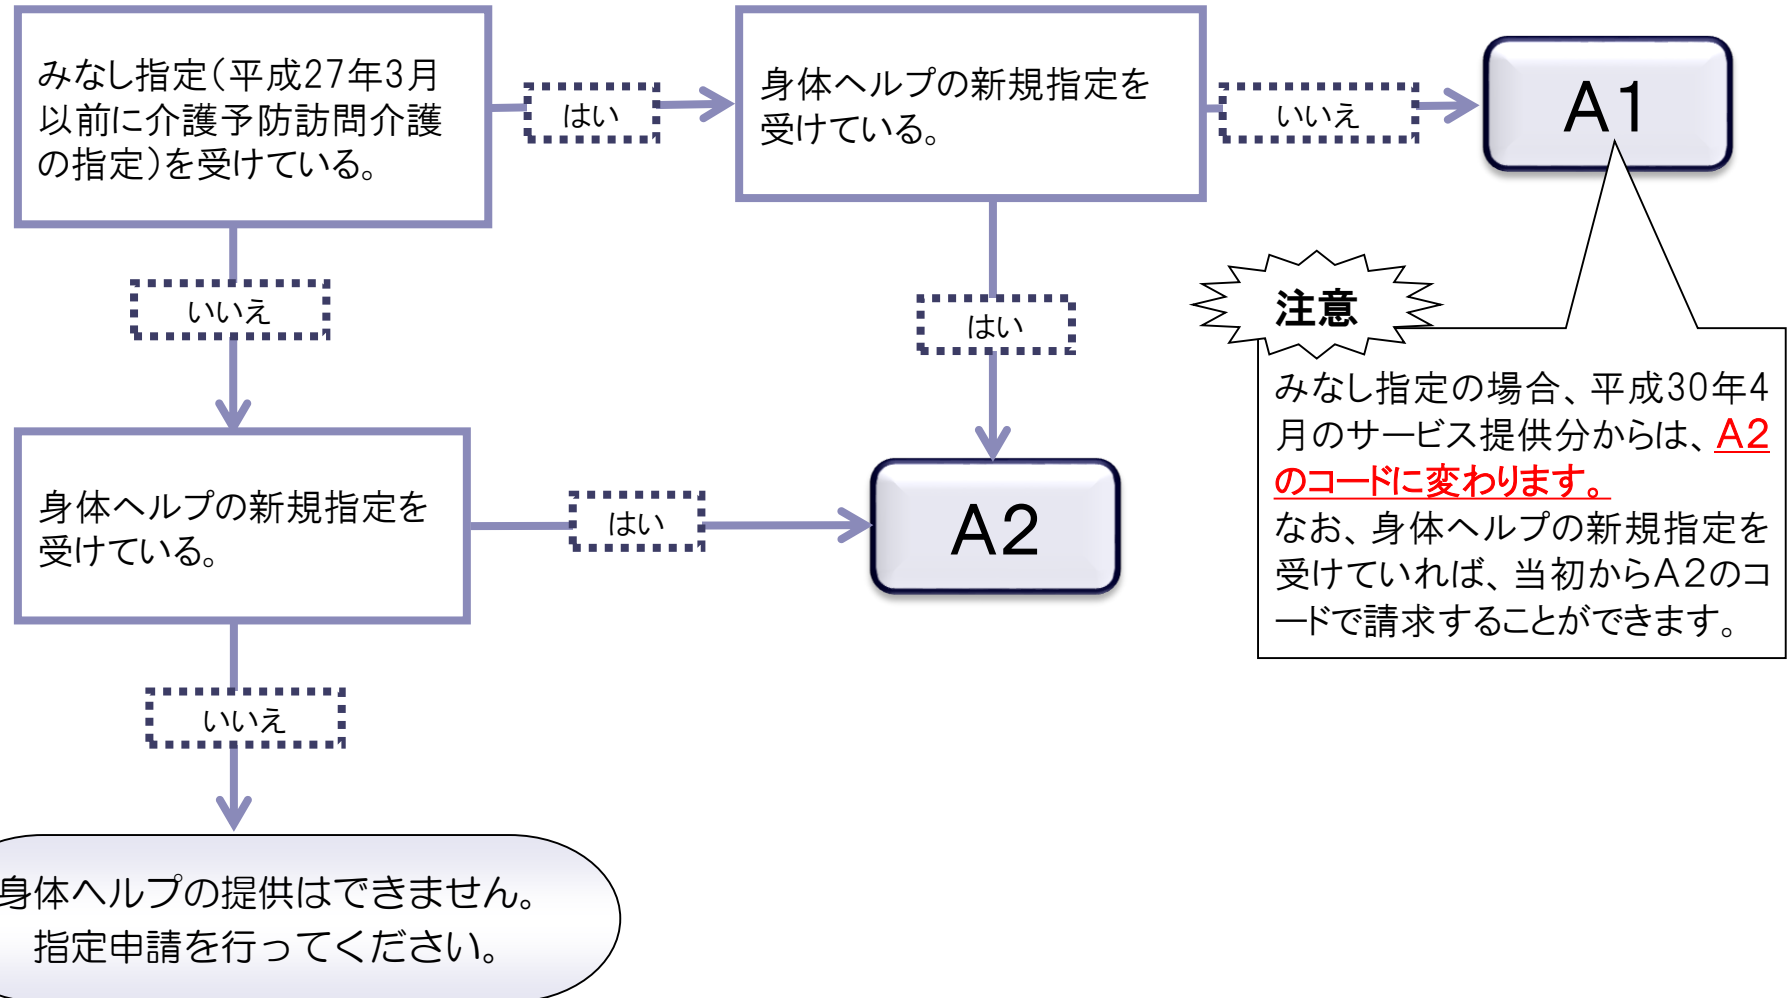 みなし指定(平成27年3月
以前に介護予防訪問介護
の指定)を受けている。
はい
身体ヘルプの新規指定を
受けている。
いいえ
A1
いいえ
はい
注意
みなし指定の場合、平成30年4
月のサービス提供分からは、A2
のコードに変わります。
なお、身体ヘルプの新規指定を
受けていれば、当初からA2のコ
ードで請求することができます。
身体ヘルプの新規指定を
受けている。
はい
A2
いいえ
身体ヘルプの提供はできません。
指定申請を行ってください。